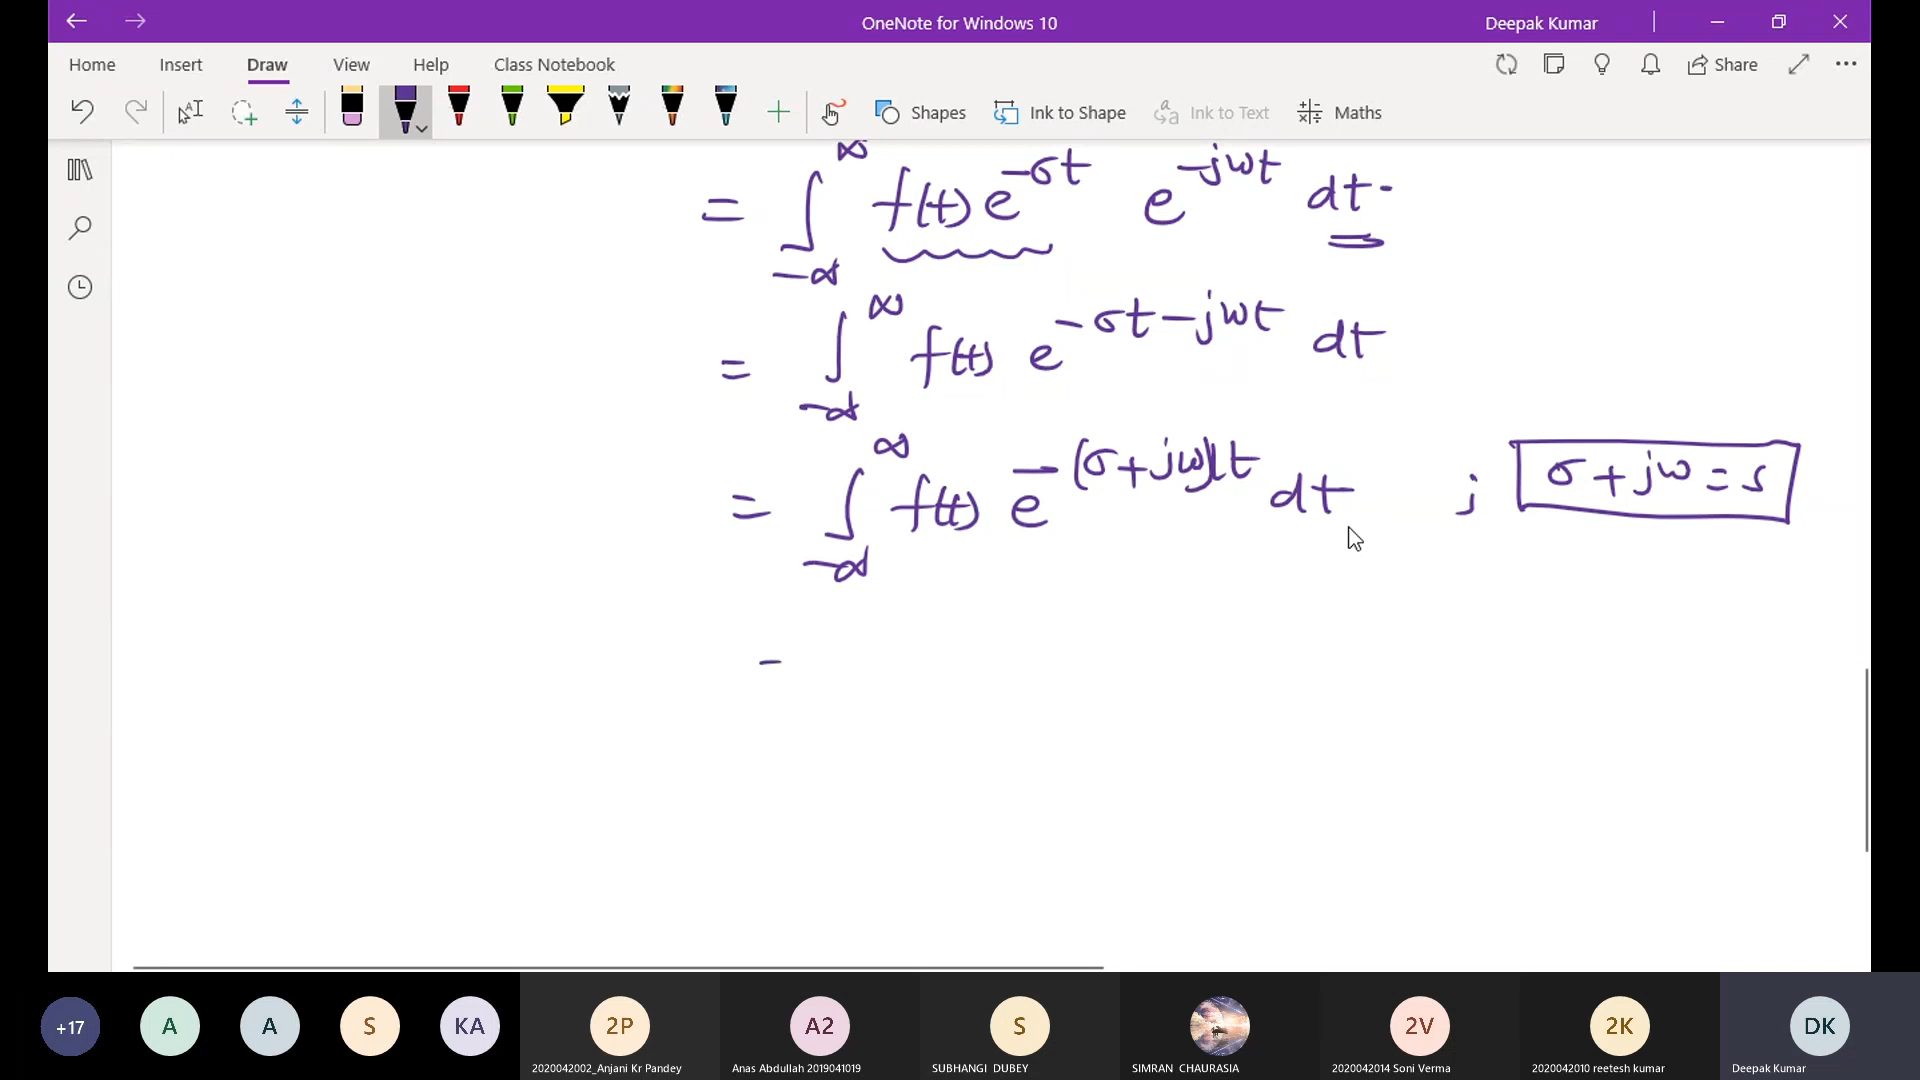 OneNote for Windows 10
Deepak Kumar
Home Insert Draw View Help Class Notebook Share
Shapes Ink to Shape Ink to Text Maths
= ∫_{-∞}^{∞} f(t) e^{-σt} e^{-jωt} dt.
= ∫_{-∞}^{∞} f(t) e^{-σt-jωt} dt
= ∫_{-∞}^{∞} f(t) e^{-(σ+jω)t} dt ; σ+jω=s
-
+17 A A S KA 2P A2 S 2V 2K DK
2020042002_Anjani Kr Pandey Anas Abdullah 2019041019 SUBHANGI DUBEY SIMRAN CHAURASIA 2020042014 Soni Verma 2020042010 reetesh kumar Deepak Kumar